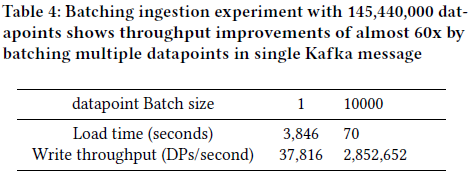 Table 4: Batching ingestion experiment with 145,440,000 dat-
apoints shows throughput improvements of almost 60x by
batching multiple datapoints in single Kafka message
datapoint Batch size 1 10000
Load time (seconds) 3,846 70
Write throughput (DPs/second) 37,816 2,852,652